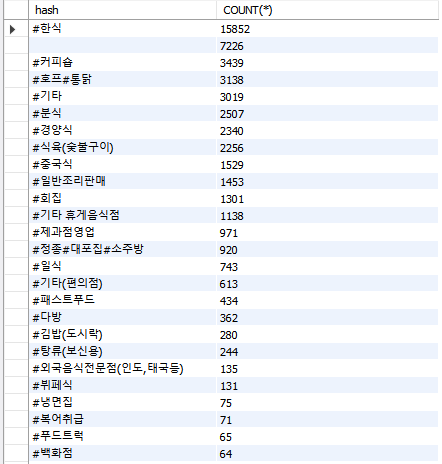 hash COUNT(*)
#한식 15852
7226
#커피숍 3439
#호프#통닭 3138
#기타 3019
#분식 2507
#경양식 2340
#식육(숯불구이) 2256
#중국식 1529
#일반조리판매 1453
#회집 1301
#기타 휴게음식점 1138
#제과점영업 971
#정종#대포집#소주방 920
#일식 743
#기타(편의점) 613
#패스트푸드 434
#다방 362
#김밥(도시락) 280
#탕류(보신용) 244
#외국음식전문점(인도,태국등) 135
#뷔페식 131
#냉면집 75
#복어취급 71
#푸드트럭 65
#백화점 64